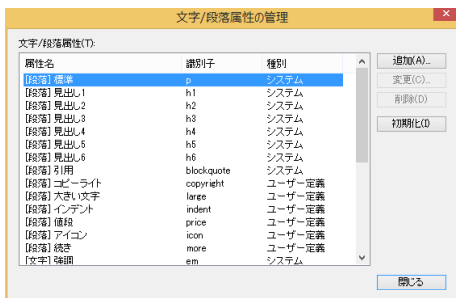 文字/段落属性の管理
文字/段落属性(T):
属性名 識別子 種別
[段落] 標準 p システム
[段落] 見出し1 h1 システム
[段落] 見出し2 h2 システム
[段落] 見出し3 h3 システム
[段落] 見出し4 h4 システム
[段落] 見出し5 h5 システム
[段落] 見出し6 h6 システム
[段落] 引用 blockquote システム
[段落] コピーライト copyright ユーザー定義
[段落] 大きい文字 large ユーザー定義
[段落] インデント indent ユーザー定義
[段落] 値段 price ユーザー定義
[段落] アイコン icon ユーザー定義
[段落] 続き more ユーザー定義
[文字] 強調 em システム
追加(A)...
変更(C)...
削除(D)
初期化(I)
閉じる